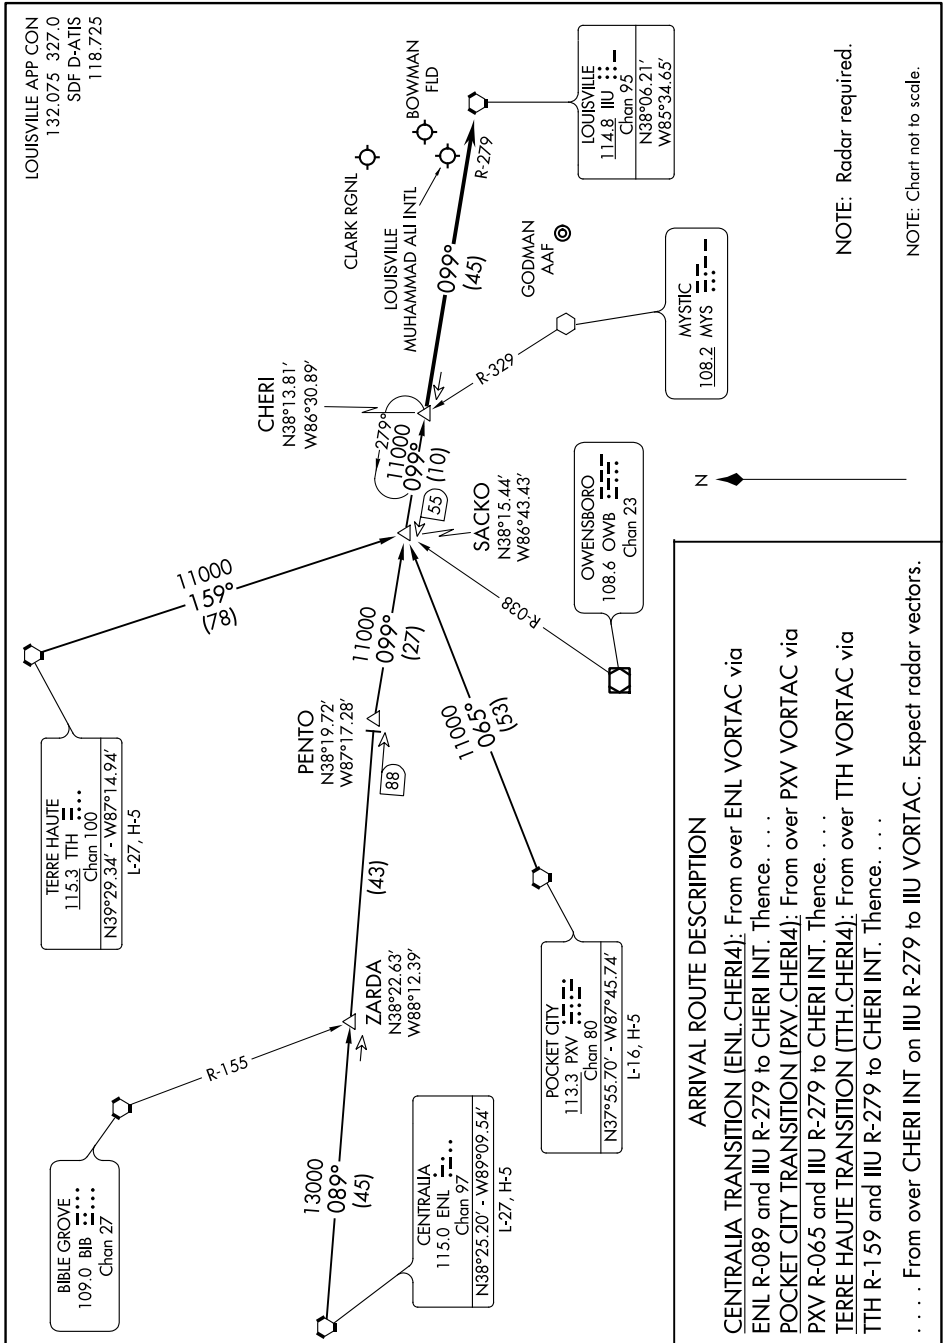 LOUISVILLE APP CON
132.075 327.0
SDF D-ATIS
118.725
CLARK RGNL
BOWMAN
FLD
LOUISVILLE
MUHAMMAD ALI INTL
R-279
LOUISVILLE
114.8 IIU
Chan 95
N38°06.21'
W85°34.65'
099°
(45)
GODMAN
AAF
NOTE: Radar required.
NOTE: Chart not to scale.
CHERI
N38°13.81'
W86°30.89'
R-329
MYSTIC
108.2 MYS
279°
11000
099°
(10)
55
SACKO
N38°15.44'
W86°43.43'
R-038
OWENSBORO
108.6 OWB
Chan 23
N
11000
159°
(78)
TERRE HAUTE
115.3 TTH
Chan 100
N39°29.34' - W87°14.94'
L-27, H-5
PENTO
N38°19.72'
W87°17.28'
11000
099°
(27)
88
11000
065°
(53)
(43)
POCKET CITY
113.3 PXV
Chan 80
N37°55.70' - W87°45.74'
L-16, H-5
ZARDA
N38°22.63'
W88°12.39'
R-155
BIBLE GROVE
109.0 BIB
Chan 27
13000
089°
(45)
CENTRALIA
115.0 ENL
Chan 97
N38°25.20' - W89°09.54'
L-27, H-5
ARRIVAL ROUTE DESCRIPTION
CENTRALIA TRANSITION (ENL.CHERI4): From over ENL VORTAC via
ENL R-089 and IIU R-279 to CHERI INT. Thence. . . .
POCKET CITY TRANSITION (PXV.CHERI4): From over PXV VORTAC via
PXV R-065 and IIU R-279 to CHERI INT. Thence. . . .
TERRE HAUTE TRANSITION (TTH.CHERI4): From over TTH VORTAC via
TTH R-159 and IIU R-279 to CHERI INT. Thence. . . .
. . . . From over CHERI INT on IIU R-279 to IIU VORTAC. Expect radar vectors.